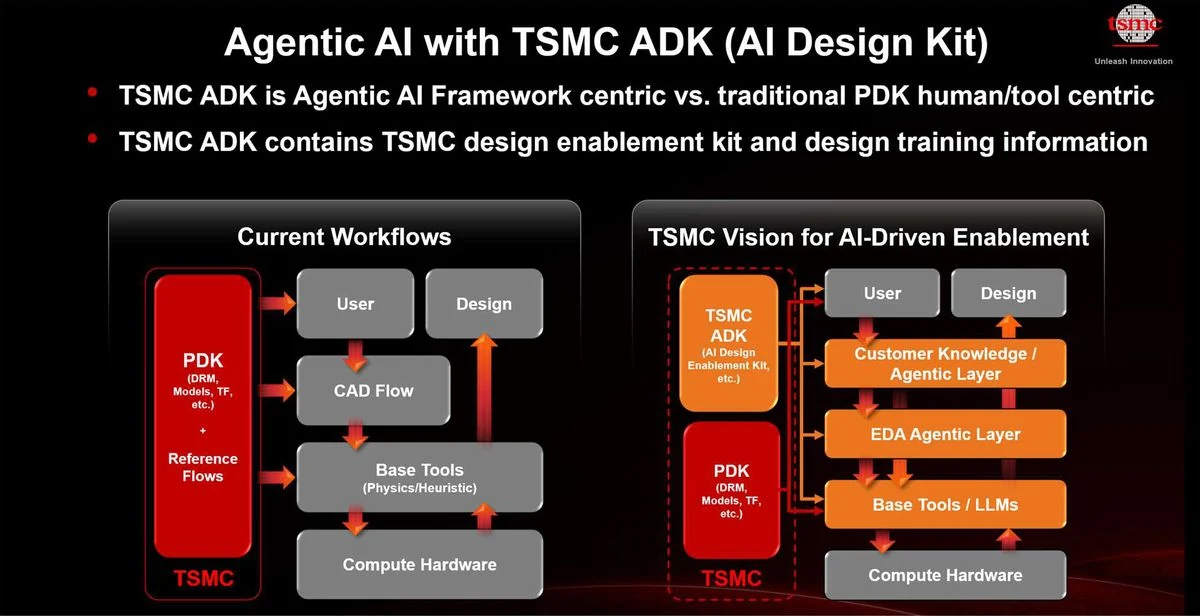 Agentic AI with TSMC ADK (AI Design Kit)
tsmc
Unleash Innovation
• TSMC ADK is Agentic AI Framework centric vs. traditional PDK human/tool centric
• TSMC ADK contains TSMC design enablement kit and design training information
Current Workflows
PDK
(DRM,
Models, TF,
etc.)
+
Reference
Flows
TSMC
User
Design
CAD Flow
Base Tools
(Physics/Heuristic)
Compute Hardware
TSMC Vision for AI-Driven Enablement
TSMC
ADK
(AI Design
Enablement Kit,
etc.)
PDK
(DRM,
Models, TF,
etc.)
TSMC
User
Design
Customer Knowledge /
Agentic Layer
EDA Agentic Layer
Base Tools / LLMs
Compute Hardware